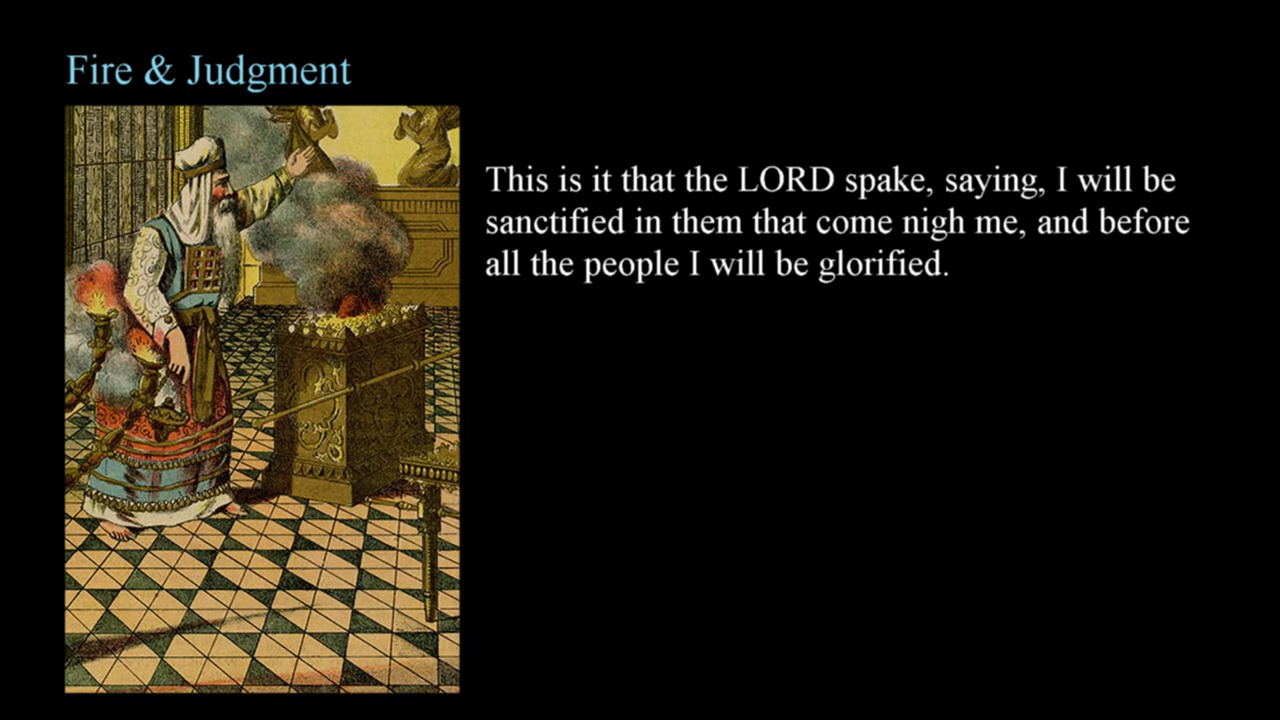 Fire & Judgment
This is it that the LORD spake, saying, I will be
sanctified in them that come nigh me, and before
all the people I will be glorified.